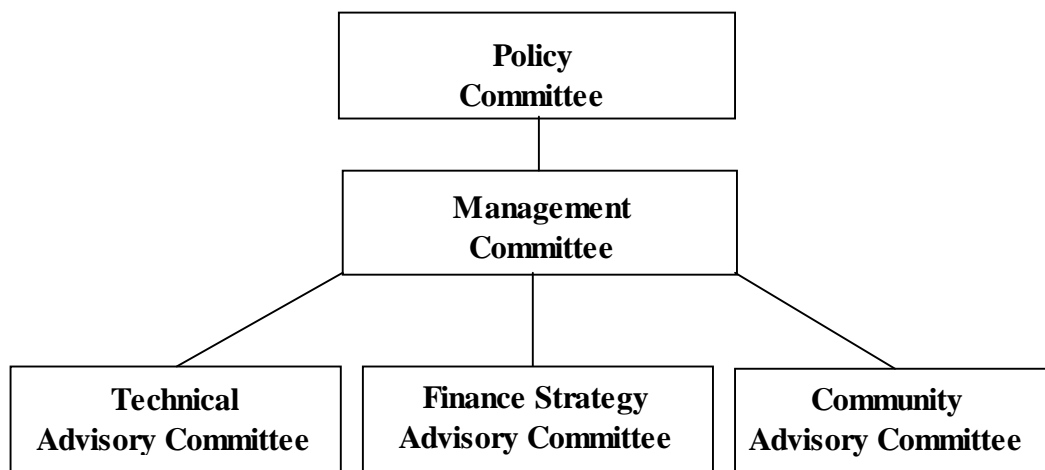 Policy
Committee
Management
Committee
Technical
Advisory Committee
Finance Strategy
Advisory Committee
Community
Advisory Committee